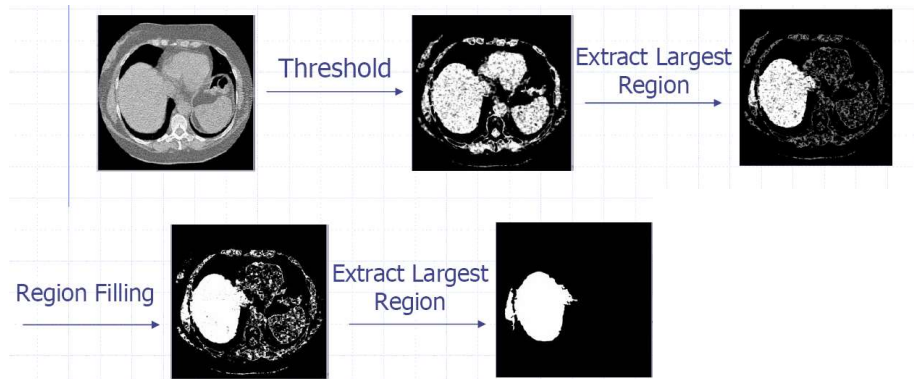 Threshold
Extract Largest
Region
Region Filling
Extract Largest
Region